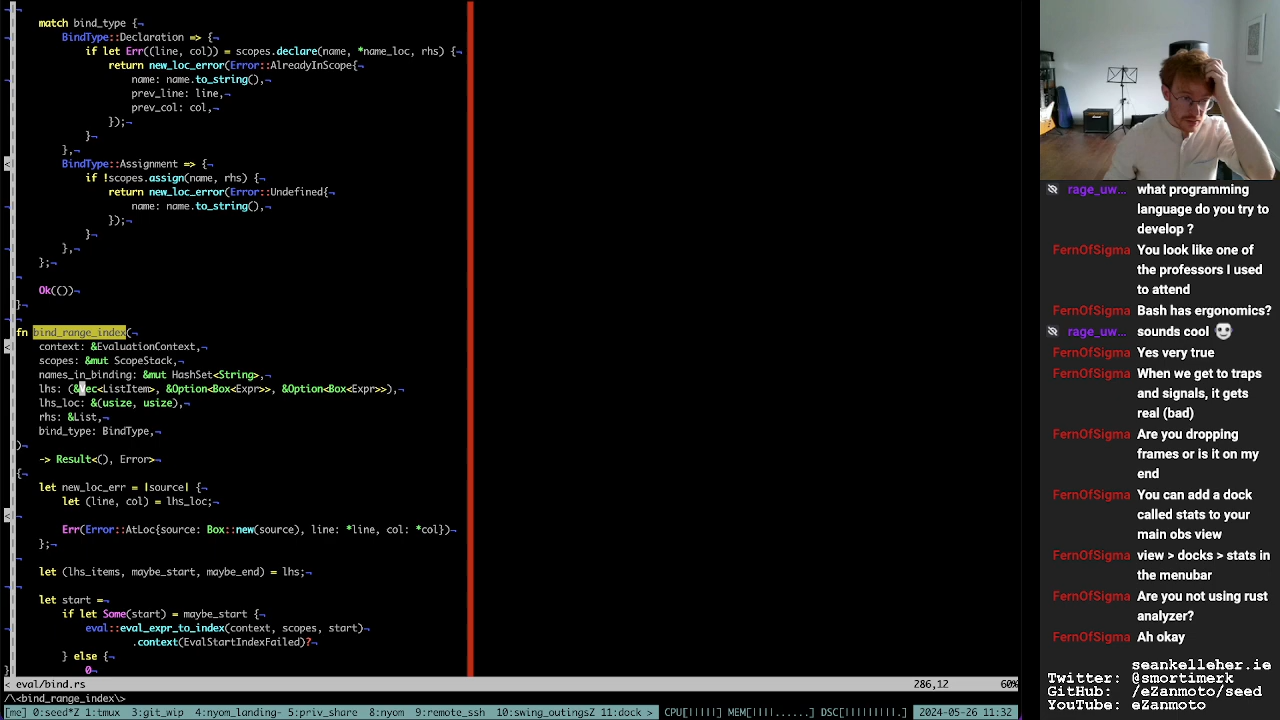 match bind_type {¬
BindType::Declaration => {¬
if let Err((line, col)) = scopes.declare(name, *name_loc, rhs) {¬
return new_loc_error(Error::AlreadyInScope{¬
name: name.to_string(),¬
prev_line: line,¬
prev_col: col,¬
});¬
}¬
},¬
BindType::Assignment => {¬
if !scopes.assign(name, rhs) {¬
return new_loc_error(Error::Undefined{¬
name: name.to_string(),¬
});¬
}¬
},¬
};¬
¬
Ok(())¬
}¬
¬
fn bind_range_index(¬
context: &EvaluationContext,¬
scopes: &mut ScopeStack,¬
names_in_binding: &mut HashSet<String>,¬
lhs: (&Vec<ListItem>, &Option<Box<Expr>>, &Option<Box<Expr>>),¬
lhs_loc: &(usize, usize),¬
rhs: &List,¬
bind_type: BindType,¬
)¬
-> Result<(), Error>¬
{¬
let new_loc_err = |source| {¬
let (line, col) = lhs_loc;¬
¬
Err(Error::AtLoc{source: Box::new(source), line: *line, col: *col})¬
};¬
¬
let (lhs_items, maybe_start, maybe_end) = lhs;¬
¬
let start =¬
if let Some(start) = maybe_start {¬
eval::eval_expr_to_index(context, scopes, start)¬
.context(EvalStartIndexFailed)?¬
} else {¬
0¬
< eval/bind.rs 286,12 60%
/\<bind_range_index\>
[me] 0:seed*Z 1:tmux 3:git_wip 4:nyom_landing- 5:priv_share 8:nyom 9:remote_ssh 10:swing_outingsZ 11:dock > CPU[|||||] MEM[||||......] DSC[|||||||||.] 2024-05-26 11:32
rage_uw... what programming
language do you try to
develop ?
FernOfSigma You look like one of
the professors I used
to attend
FernOfSigma Bash has ergonomics?
rage_uw... sounds cool
FernOfSigma Yes very true
FernOfSigma When we get to traps
and signals, it gets
real (bad)
FernOfSigma Are you dropping
frames or is it on my
end
FernOfSigma You can add a dock
called stats to your
main obs view
FernOfSigma view > docks > stats in
the menubar
FernOfSigma Are you not using rust
analyzer?
FernOfSigma Ah okay
Twitter: seankelleher.ie
@smortimerk
GitHub: /eZanmoto/seed
YouTube: @ezanmoto